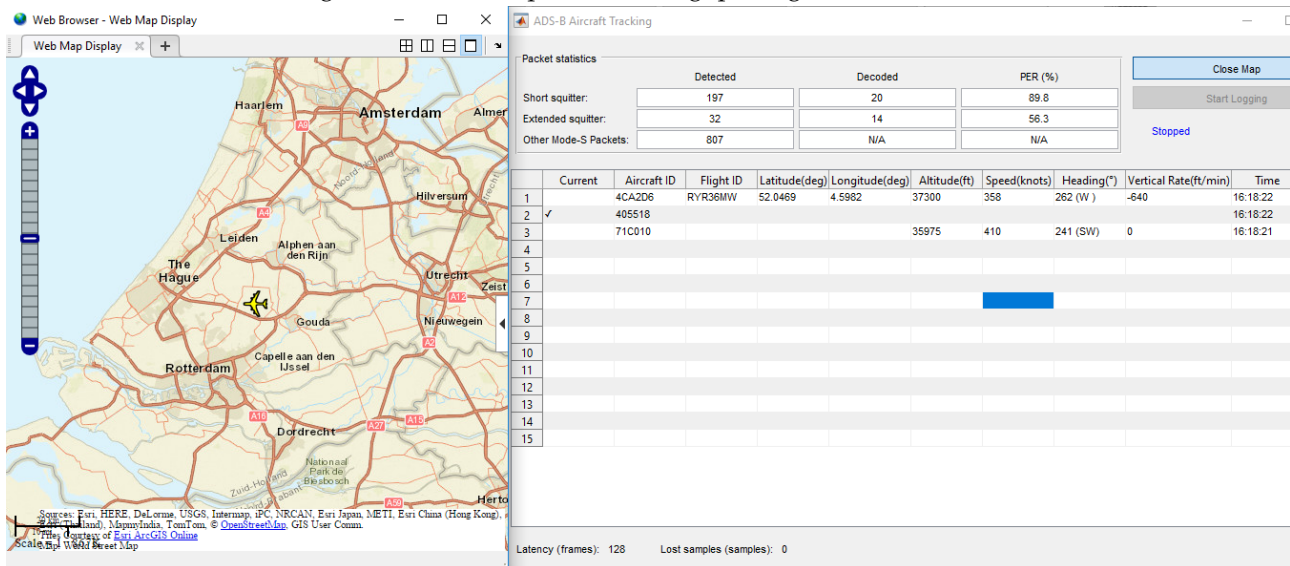 Web Browser - Web Map Display
Web Map Display
Haarlem
Amsterdam
Almer
A9
Noord-Holland
Hilversum
Utrecht
A4
Leiden
Alphen aan
den Rijn
The
Hague
Utrecht
Zeist
A12
Gouda
Nieuwegein
A2
Capelle aan den
IJssel
Rotterdam
A16
A27
A15
Dordrecht
Nationaal
Park de
Biesbosch
Zuid-Holland
Noord-Brabant
A59
Herto
Sources: Esri, HERE, DeLorme, USGS, Intermap, iPC, NRCAN, Esri Japan, METI, Esri China (Hong Kong),
(Thailand), MapmyIndia, TomTom, © OpenStreetMap, GIS User Comm.
Tiles Courtesy of Esri ArcGIS Online
Map: World Street Map
ADS-B Aircraft Tracking
Packet statistics
Detected Decoded PER (%)
Short squitter: 197 20 89.8
Extended squitter: 32 14 56.3
Other Mode-S Packets: 807 N/A N/A
Close Map
Start Logging
Stopped
Current Aircraft ID Flight ID Latitude(deg) Longitude(deg) Altitude(ft) Speed(knots) Heading(°) Vertical Rate(ft/min) Time
1 4CA2D6 RYR36MW 52.0469 4.5982 37300 358 262 (W ) -640 16:18:22
2 ✓ 405518 16:18:22
3 71C010 35975 410 241 (SW) 0 16:18:21
4
5
6
7
8
9
10
11
12
13
14
15
Latency (frames): 128 Lost samples (samples): 0